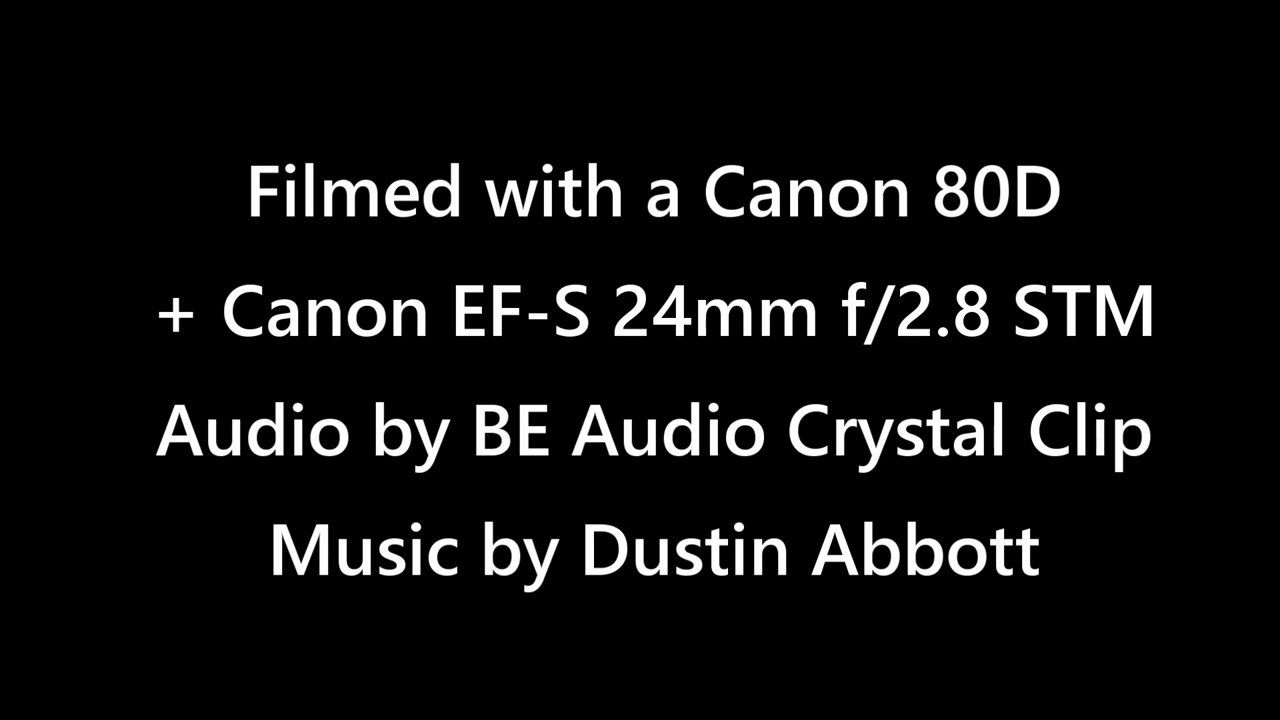 Filmed with a Canon 80D
+ Canon EF-S 24mm f/2.8 STM
Audio by BE Audio Crystal Clip
Music by Dustin Abbott